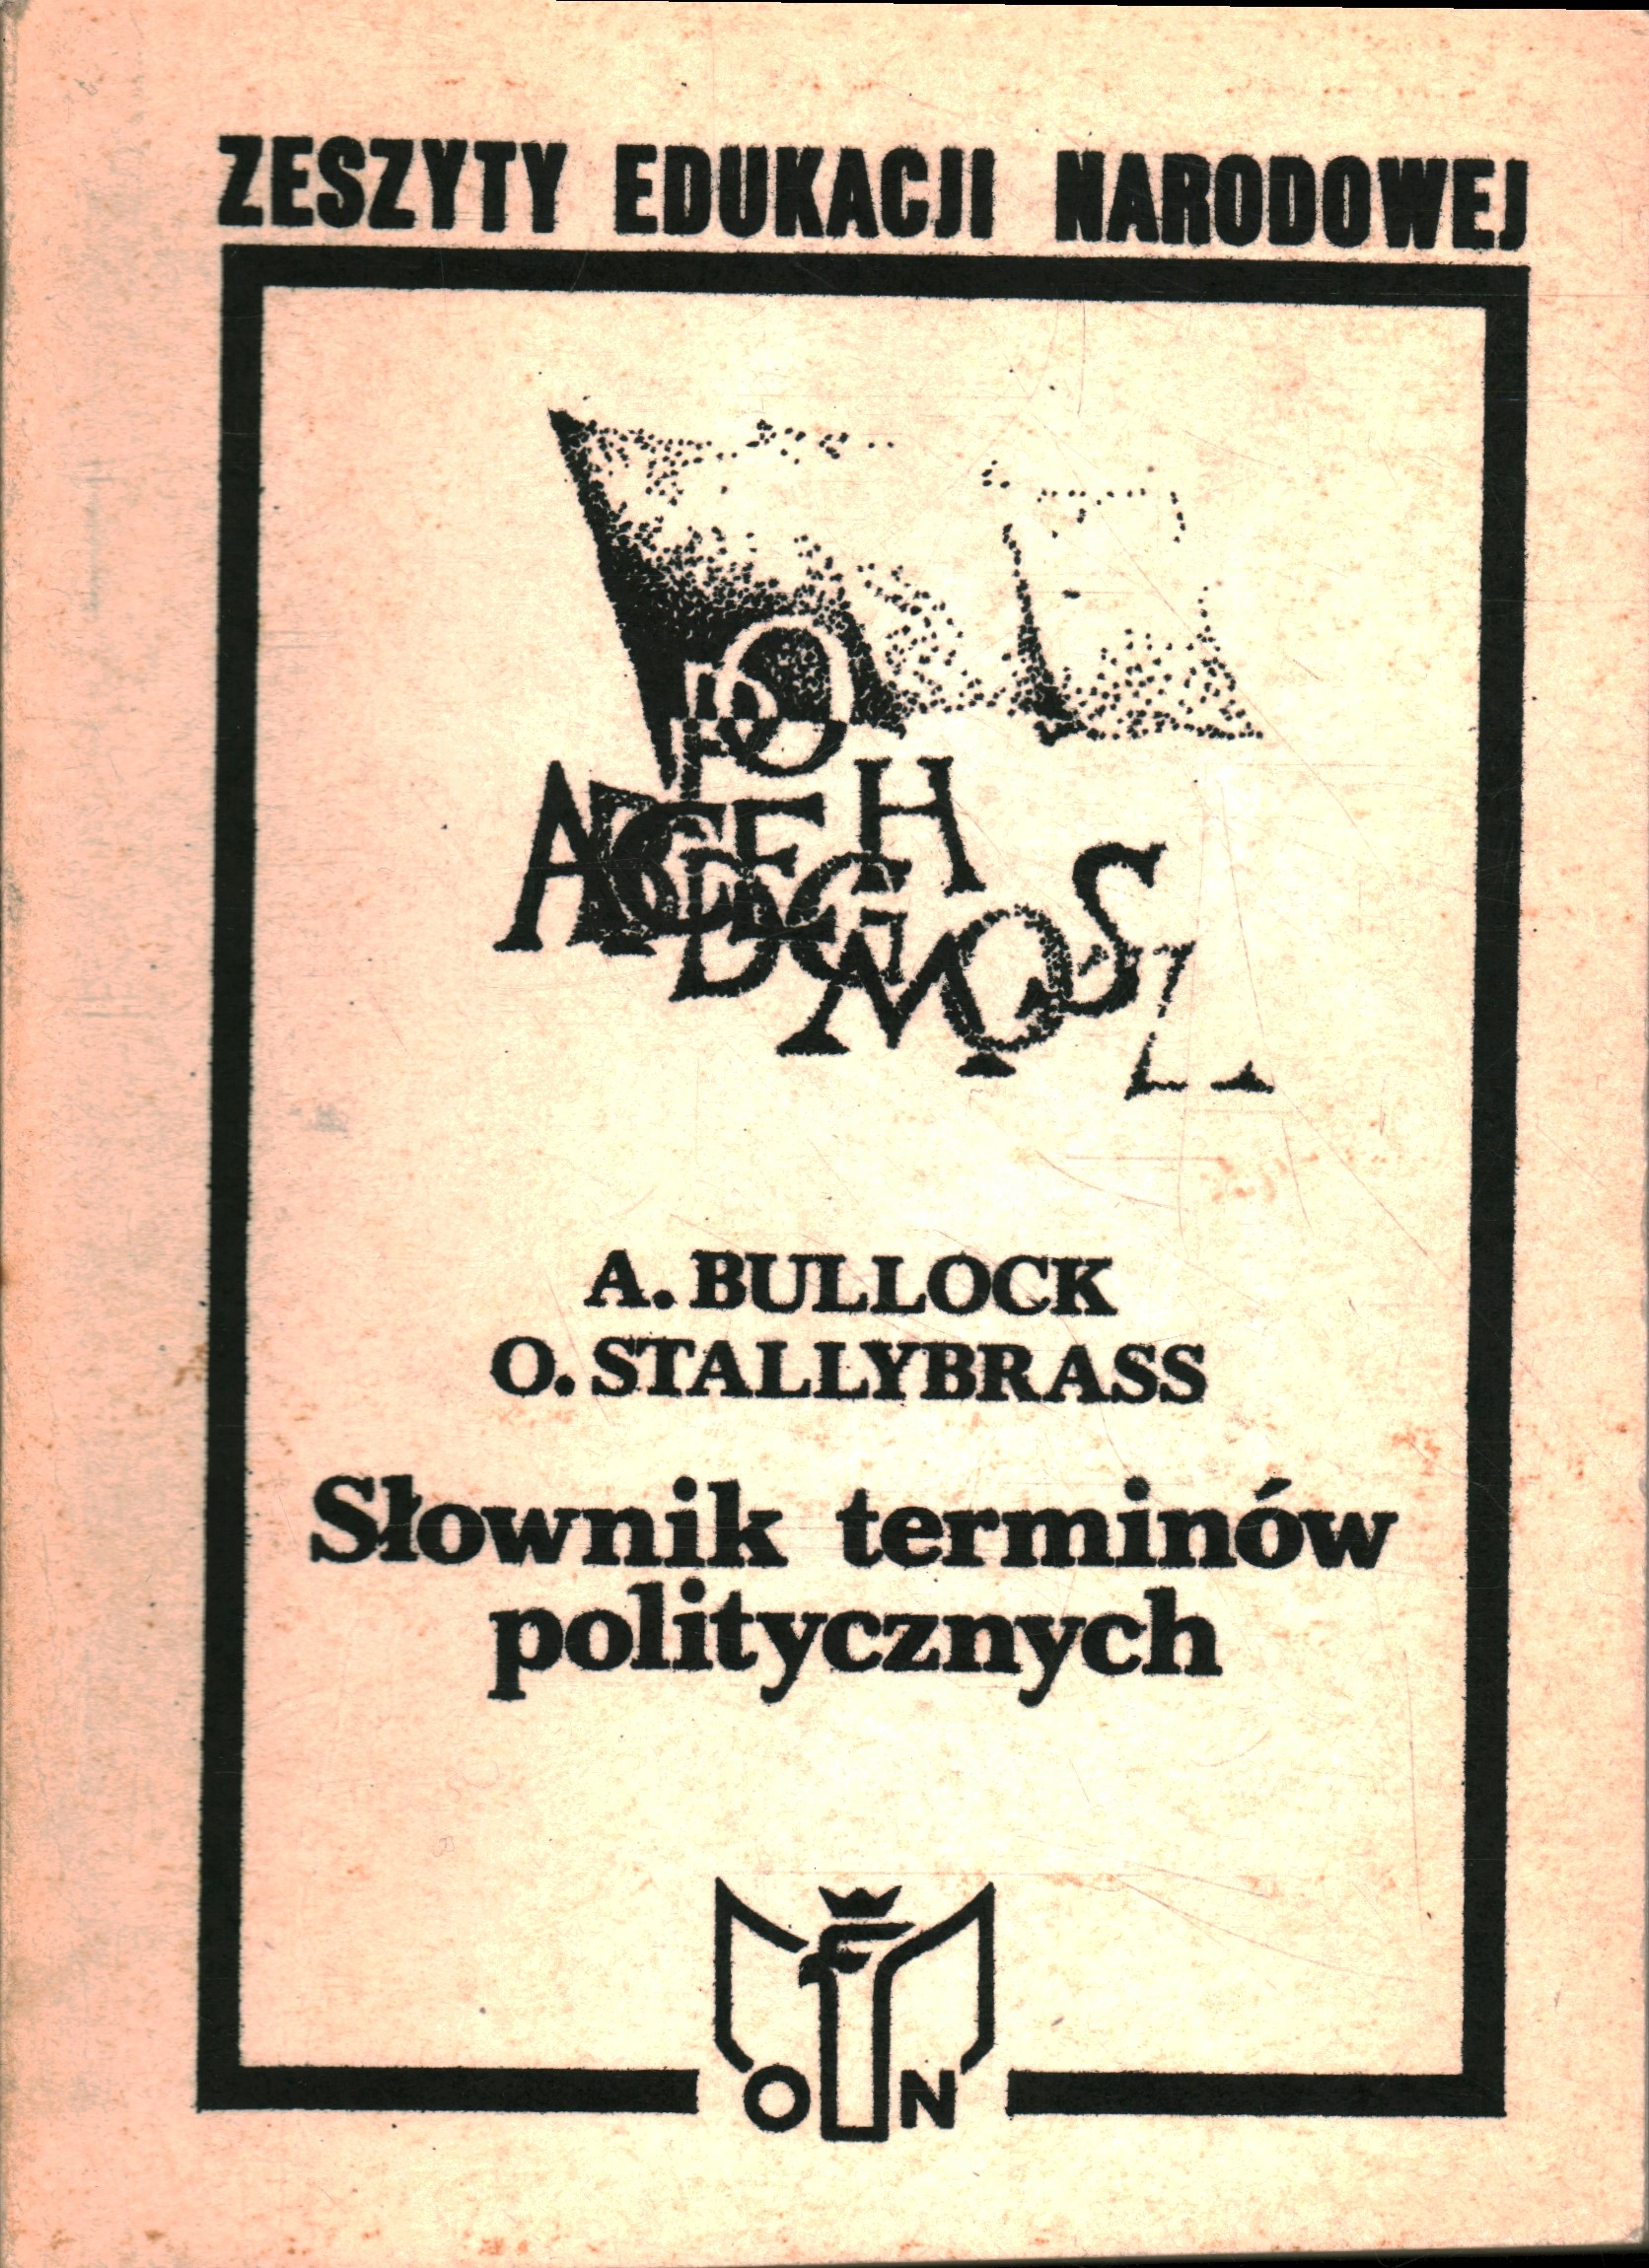 ZESZYTY EDUKACJI NARODOWEJ
A. BULLOCK
O. STALLYBRASS
Słownik terminów
politycznych
O N